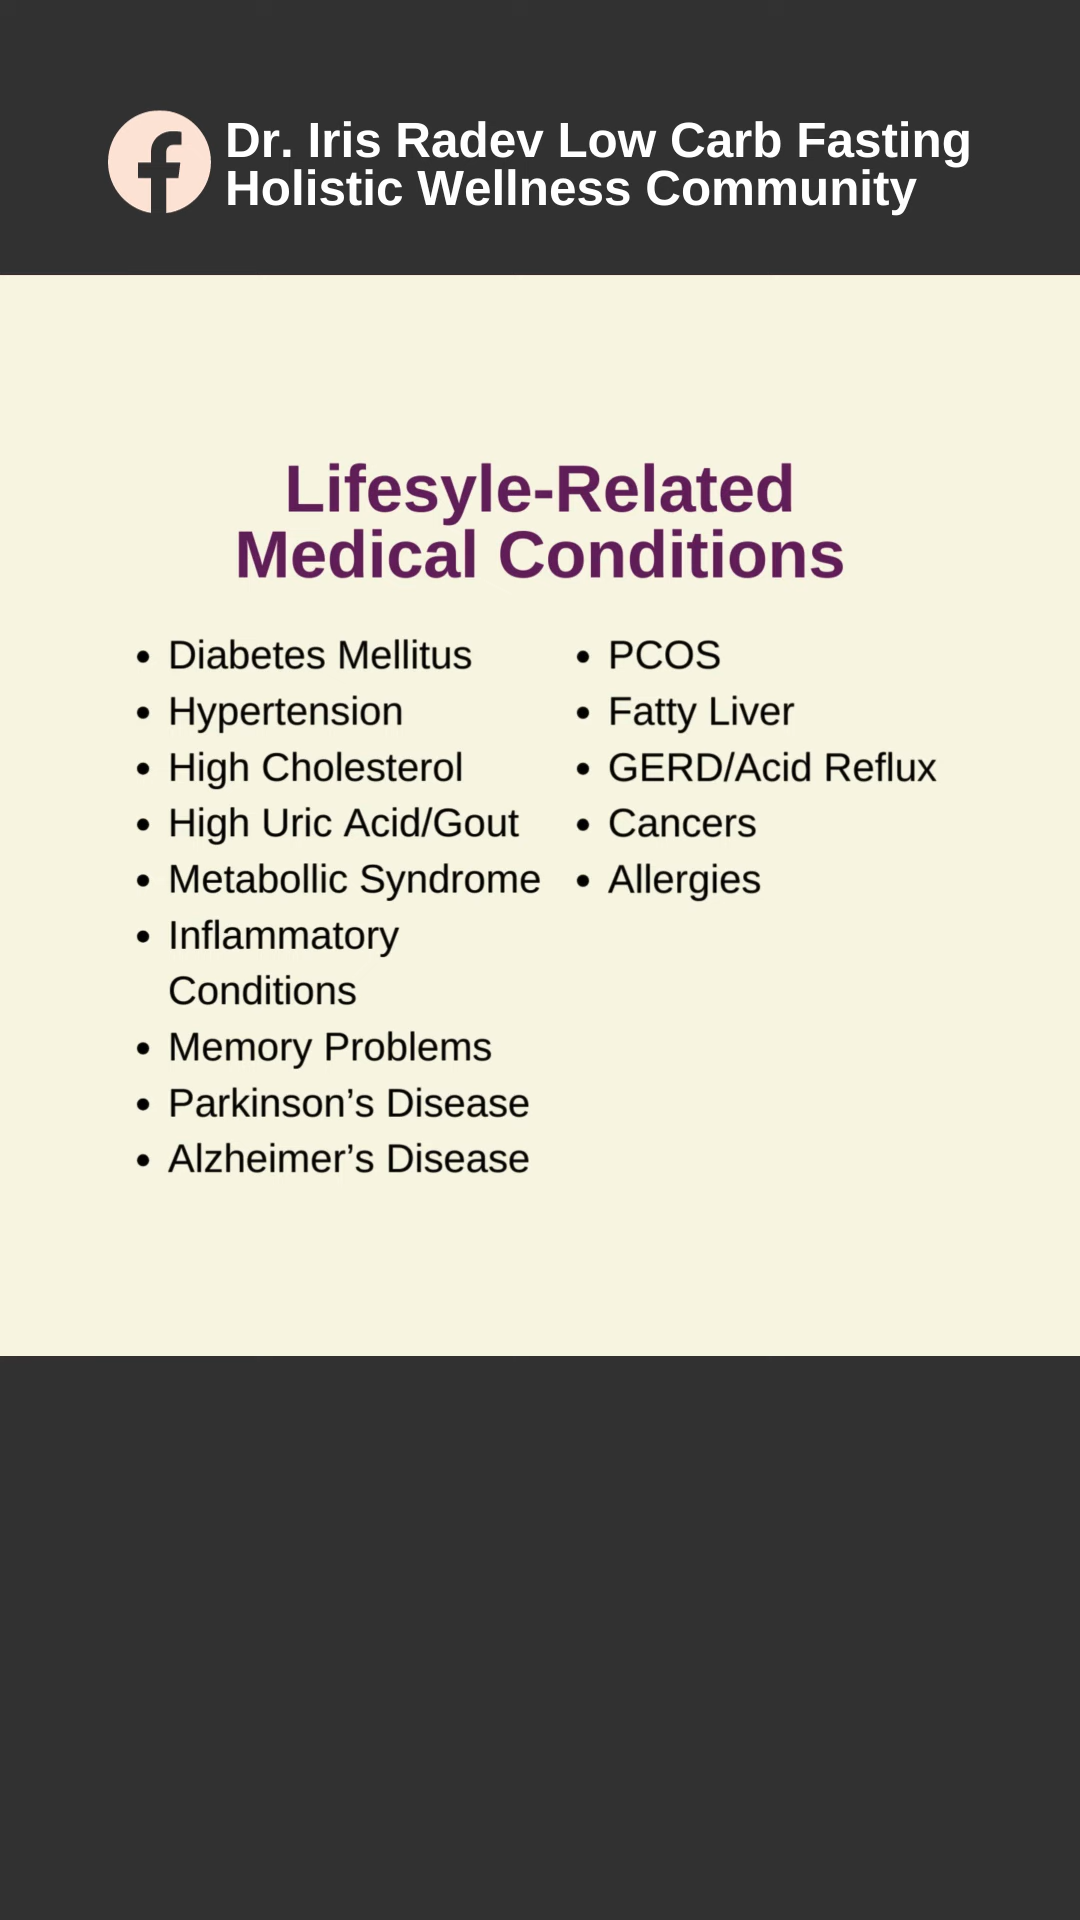 Dr. Iris Radev Low Carb Fasting
Holistic Wellness Community
Lifesyle-Related
Medical Conditions
• Diabetes Mellitus
• Hypertension
• High Cholesterol
• High Uric Acid/Gout
• Metabollic Syndrome
• Inflammatory
Conditions
• Memory Problems
• Parkinson’s Disease
• Alzheimer’s Disease
• PCOS
• Fatty Liver
• GERD/Acid Reflux
• Cancers
• Allergies